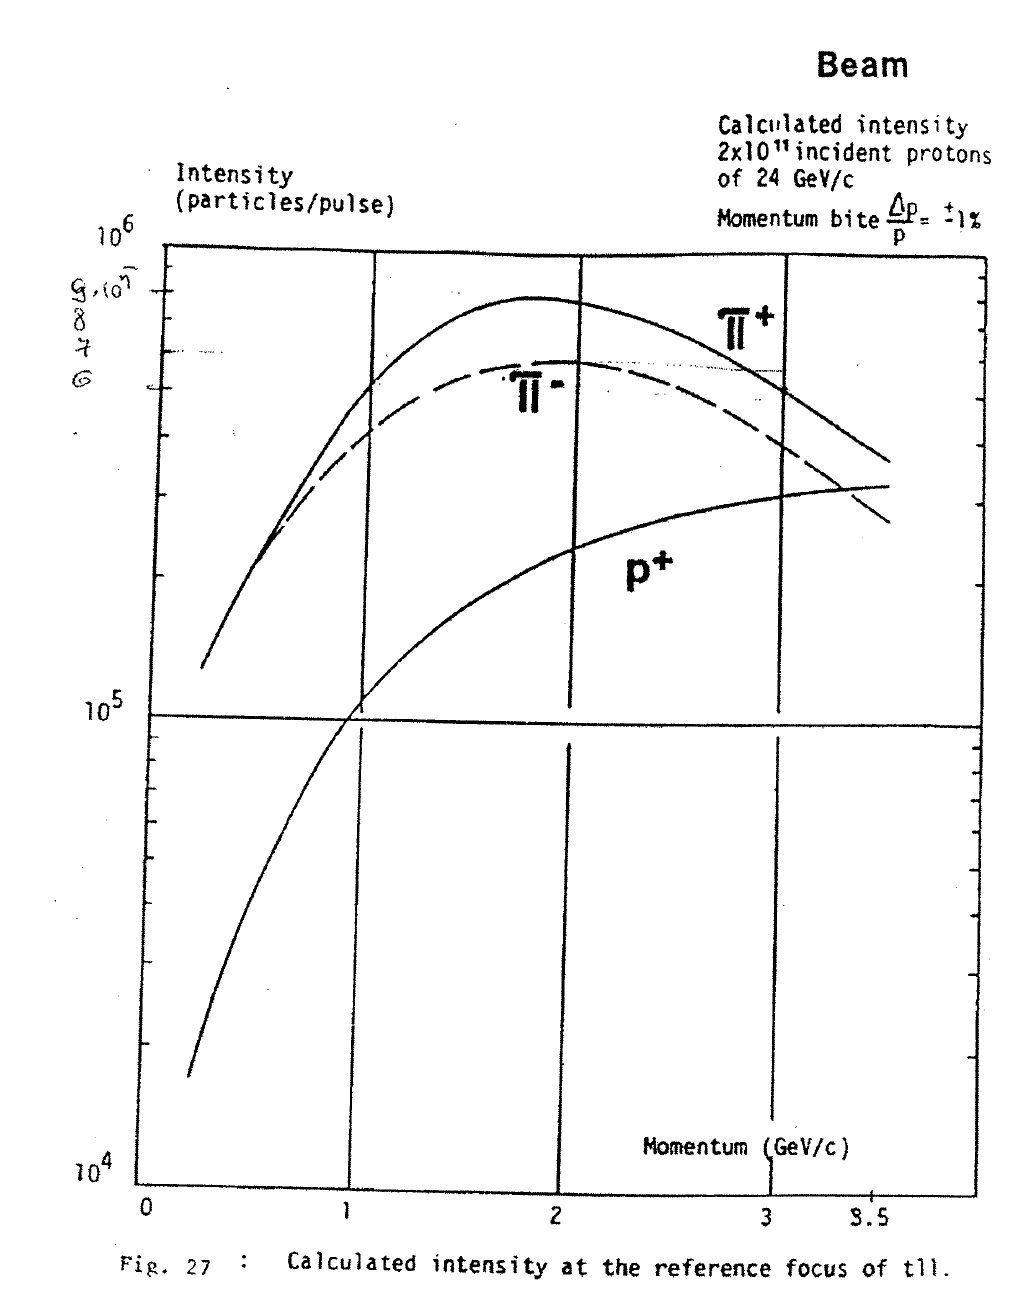 Beam
Calculated intensity
2x10¹¹ incident protons
of 24 GeV/c
Momentum bite Δp/p = ±1%
Intensity
(particles/pulse)
10⁶
9.10⁵
8
7
6
π+
π-
p+
10⁵
10⁴
Momentum (GeV/c)
0 1 2 3 3.5
Fig. 27 : Calculated intensity at the reference focus of t11.